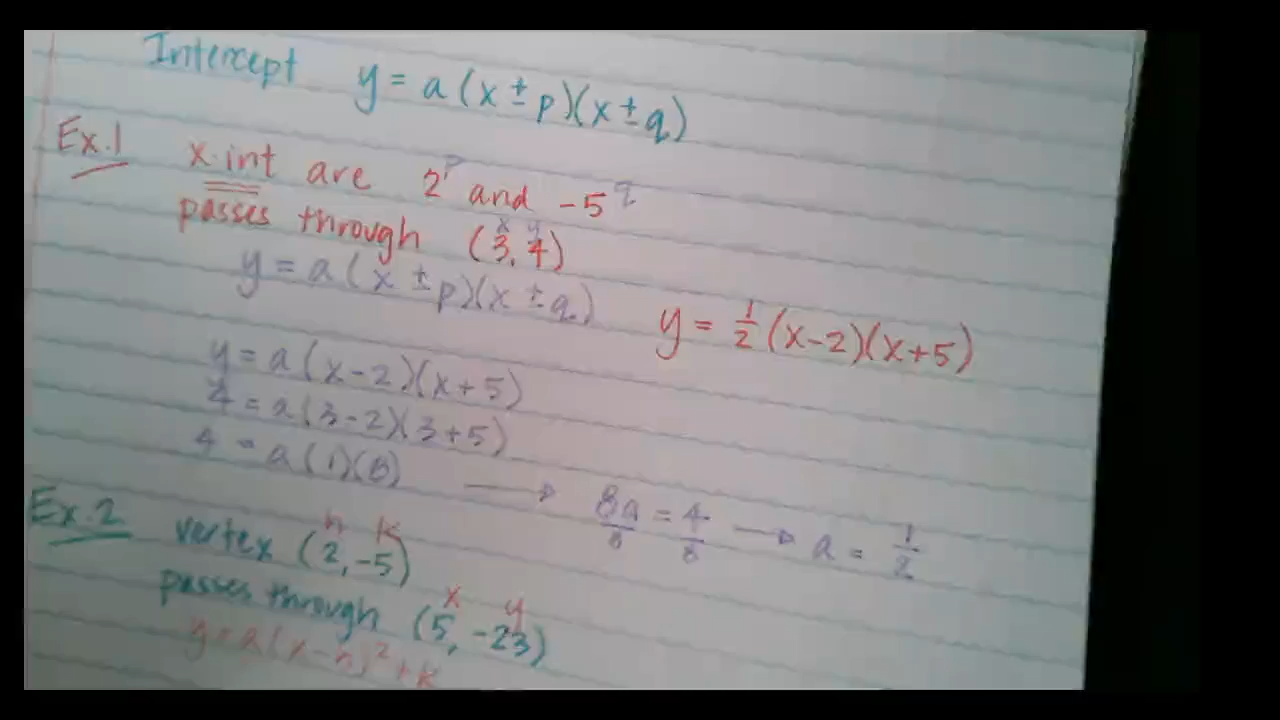 Intercept y = a (x ± p)(x ± q)
Ex.1 x.int are 2 p and -5 q
passes through (3, 4) x y
y = a (x ± p)(x ± q)
y = 1/2 (x-2)(x+5)
y = a (x-2)(x+5)
4 = a (3-2)(3+5)
4 = a (1)(8) → 8a/8 = 4/8 → a = 1/2
Ex.2 vertex (2, -5) h k
passes through (5, -23) x y
y = a (x-h)² + k